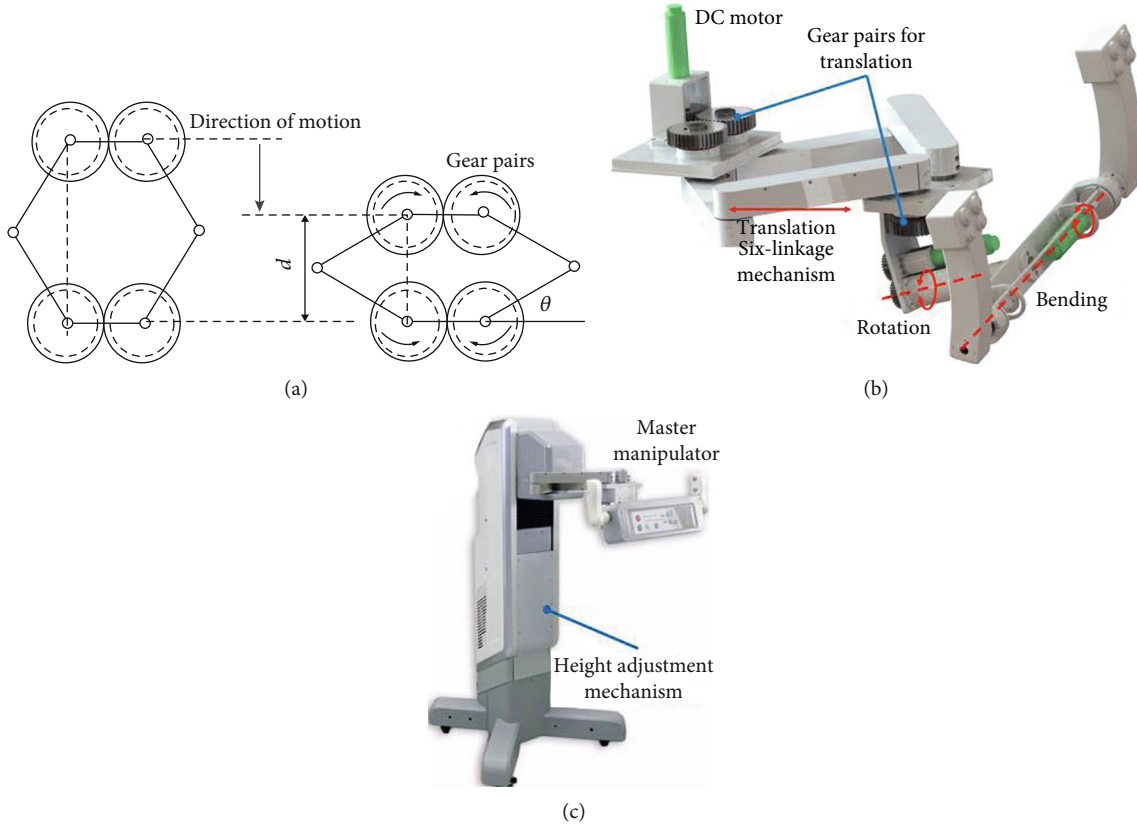 Direction of motion
Gear pairs
d
θ
(a)
DC motor
Gear pairs for
translation
Translation
Six-linkage
mechanism
Rotation
Bending
(b)
Master
manipulator
Height adjustment
mechanism
(c)